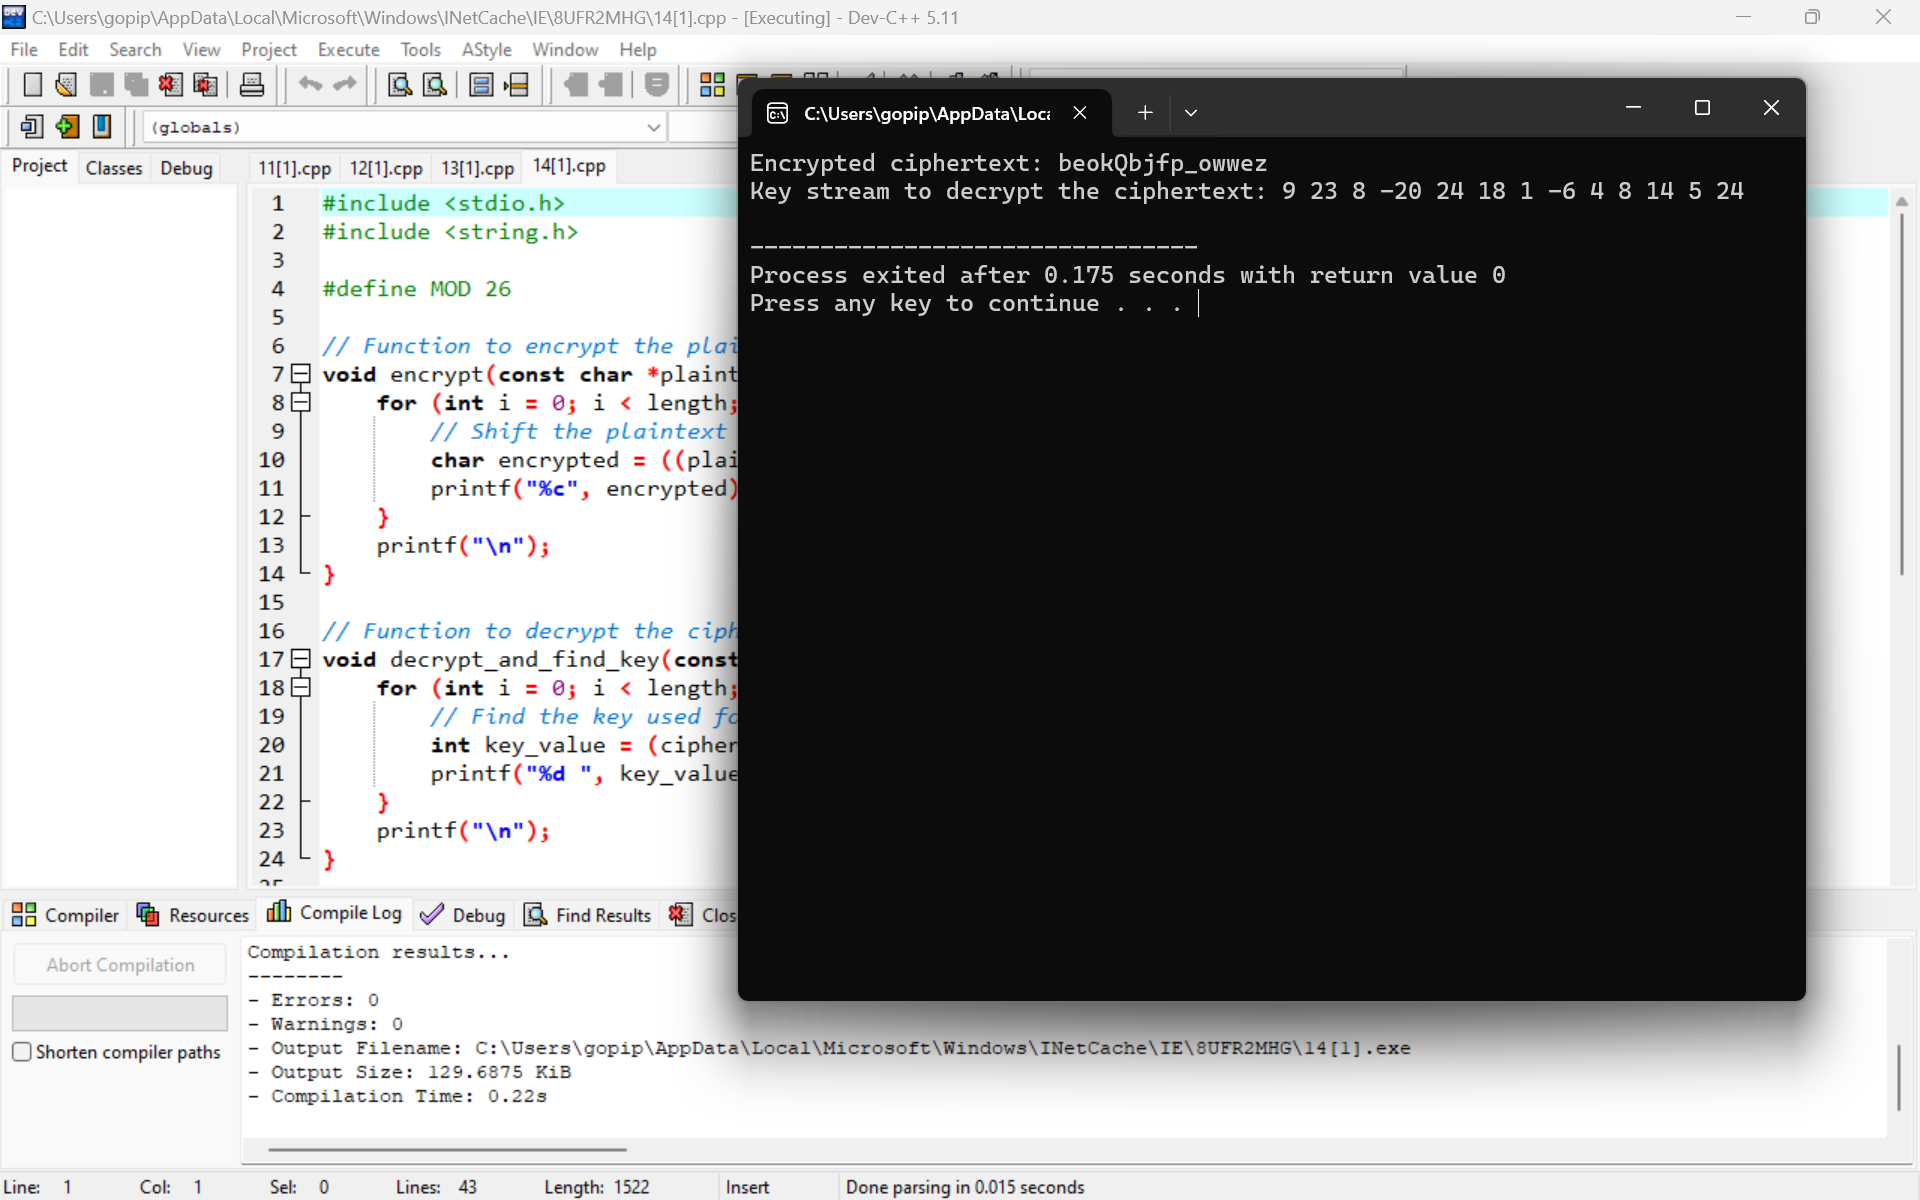 C:\Users\gopip\AppData\Local\Microsoft\Windows\INetCache\IE\8UFR2MHG\14[1].cpp - [Executing] - Dev-C++ 5.11
File Edit Search View Project Execute Tools AStyle Window Help
(globals)
Project Classes Debug 11[1].cpp 12[1].cpp 13[1].cpp 14[1].cpp
1 #include <stdio.h>
2 #include <string.h>
3
4 #define MOD 26
5
6 // Function to encrypt the plai
7 void encrypt(const char *plaint
8 for (int i = 0; i < length;
9 // Shift the plaintext
10 char encrypted = ((plai
11 printf("%c", encrypted)
12 }
13 printf("\n");
14 }
15
16 // Function to decrypt the ciph
17 void decrypt_and_find_key(const
18 for (int i = 0; i < length;
19 // Find the key used fo
20 int key_value = (cipher
21 printf("%d ", key_value
22 }
23 printf("\n");
24 }
25
C:\Users\gopip\AppData\Loca
Encrypted ciphertext: beokQbjfp_owwez
Key stream to decrypt the ciphertext: 9 23 8 -20 24 18 1 -6 4 8 14 5 24
--------------------------------
Process exited after 0.175 seconds with return value 0
Press any key to continue . . .
Compiler Resources Compile Log Debug Find Results Clos
Abort Compilation
Shorten compiler paths
Compilation results...
--------
- Errors: 0
- Warnings: 0
- Output Filename: C:\Users\gopip\AppData\Local\Microsoft\Windows\INetCache\IE\8UFR2MHG\14[1].exe
- Output Size: 129.6875 KiB
- Compilation Time: 0.22s
Line: 1 Col: 1 Sel: 0 Lines: 43 Length: 1522 Insert Done parsing in 0.015 seconds